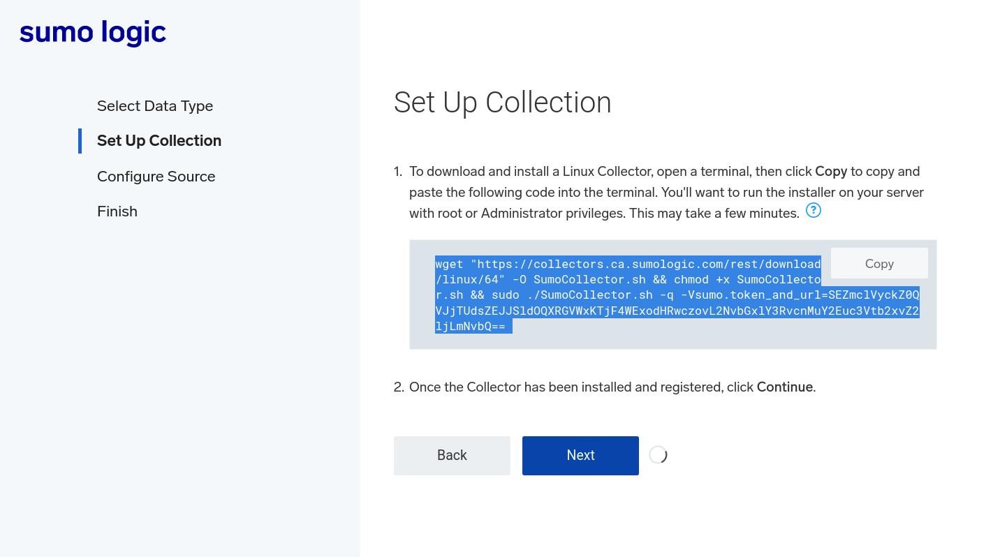 sumo logic
Select Data Type
Set Up Collection
Configure Source
Finish
Set Up Collection
1. To download and install a Linux Collector, open a terminal, then click Copy to copy and
paste the following code into the terminal. You'll want to run the installer on your server
with root or Administrator privileges. This may take a few minutes. ?
Copy
wget "https://collectors.ca.sumologic.com/rest/download
/linux/64" -O SumoCollector.sh && chmod +x SumoCollecto
r.sh && sudo ./SumoCollector.sh -q -Vsumo.token_and_url=SEZmclVyckZ0Q
VJjTUdsZEJJSldOQXRGVWxKTjF4WExodHRwczovL2NvbGxlY3RvcnMuY2Euc3Vtb2xvZ2
ljLmNvbQ==
2. Once the Collector has been installed and registered, click Continue.
Back
Next